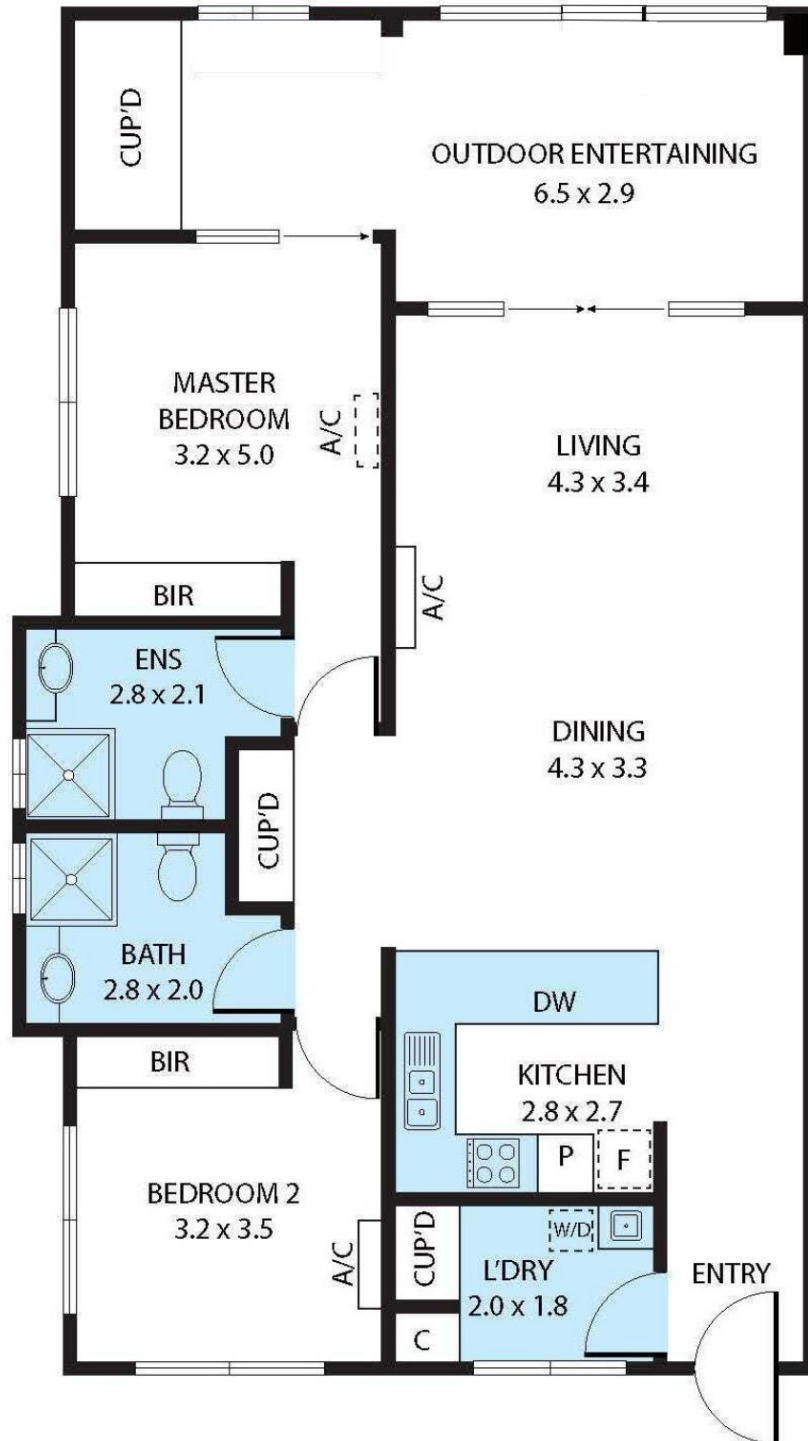 CUP'D
OUTDOOR ENTERTAINING
6.5 x 2.9
MASTER
BEDROOM
3.2 x 5.0
A/C
LIVING
4.3 x 3.4
BIR
A/C
ENS
2.8 x 2.1
DINING
4.3 x 3.3
CUP'D
BATH
2.8 x 2.0
DW
BIR
KITCHEN
2.8 x 2.7
P
F
BEDROOM 2
3.2 x 3.5
A/C
CUP'D
W/D
L'DRY
2.0 x 1.8
ENTRY
C